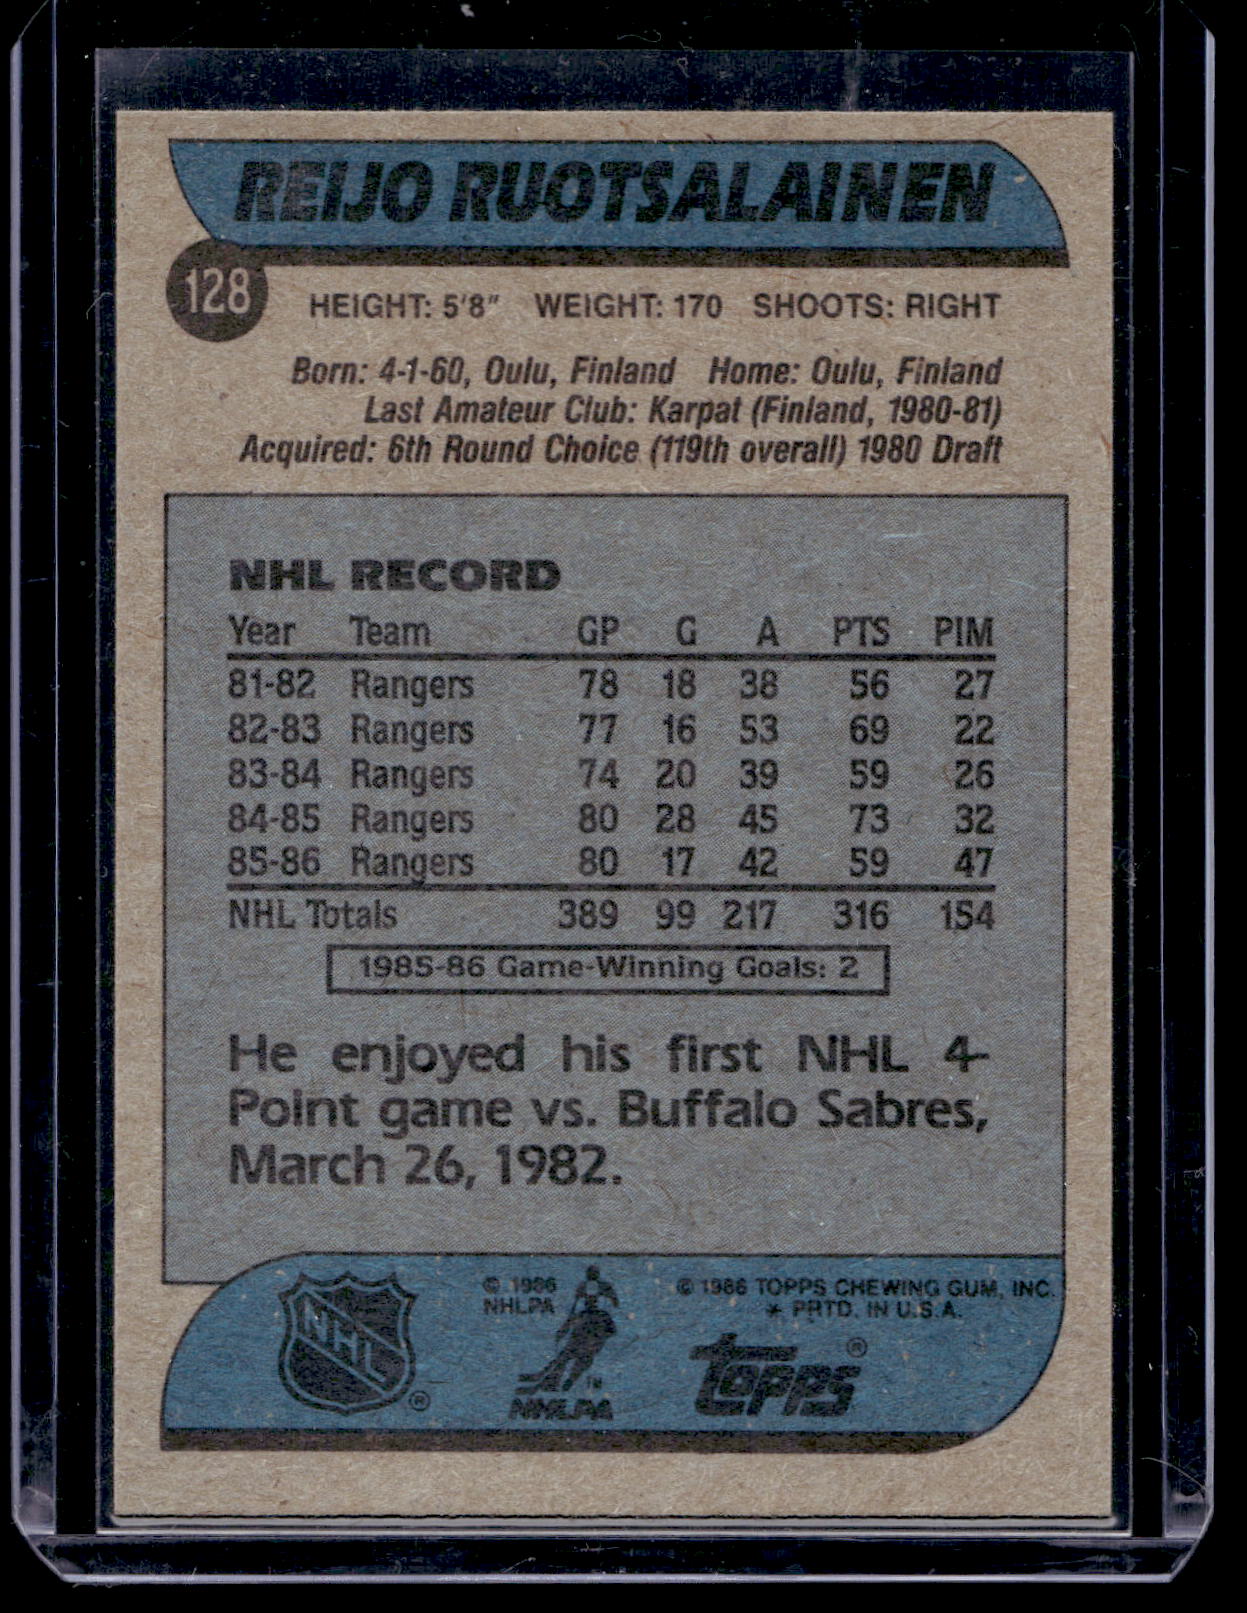 REIJO RUOTSALAINEN
128
HEIGHT: 5'8" WEIGHT: 170 SHOOTS: RIGHT
Born: 4-1-60, Oulu, Finland Home: Oulu, Finland
Last Amateur Club: Karpat (Finland, 1980-81)
Acquired: 6th Round Choice (119th overall) 1980 Draft
NHL RECORD
Year Team GP G A PTS PIM
81-82 Rangers 78 18 38 56 27
82-83 Rangers 77 16 53 69 22
83-84 Rangers 74 20 39 59 26
84-85 Rangers 80 28 45 73 32
85-86 Rangers 80 17 42 59 47
NHL Totals 389 99 217 316 154
1985-86 Game-Winning Goals: 2
He enjoyed his first NHL 4-
Point game vs. Buffalo Sabres,
March 26, 1982.
NHL ®
© 1986
NHLPA
TM
NHLPA
© 1986 TOPPS CHEWING GUM, INC.
* PRTD. IN U.S.A.
topps ®